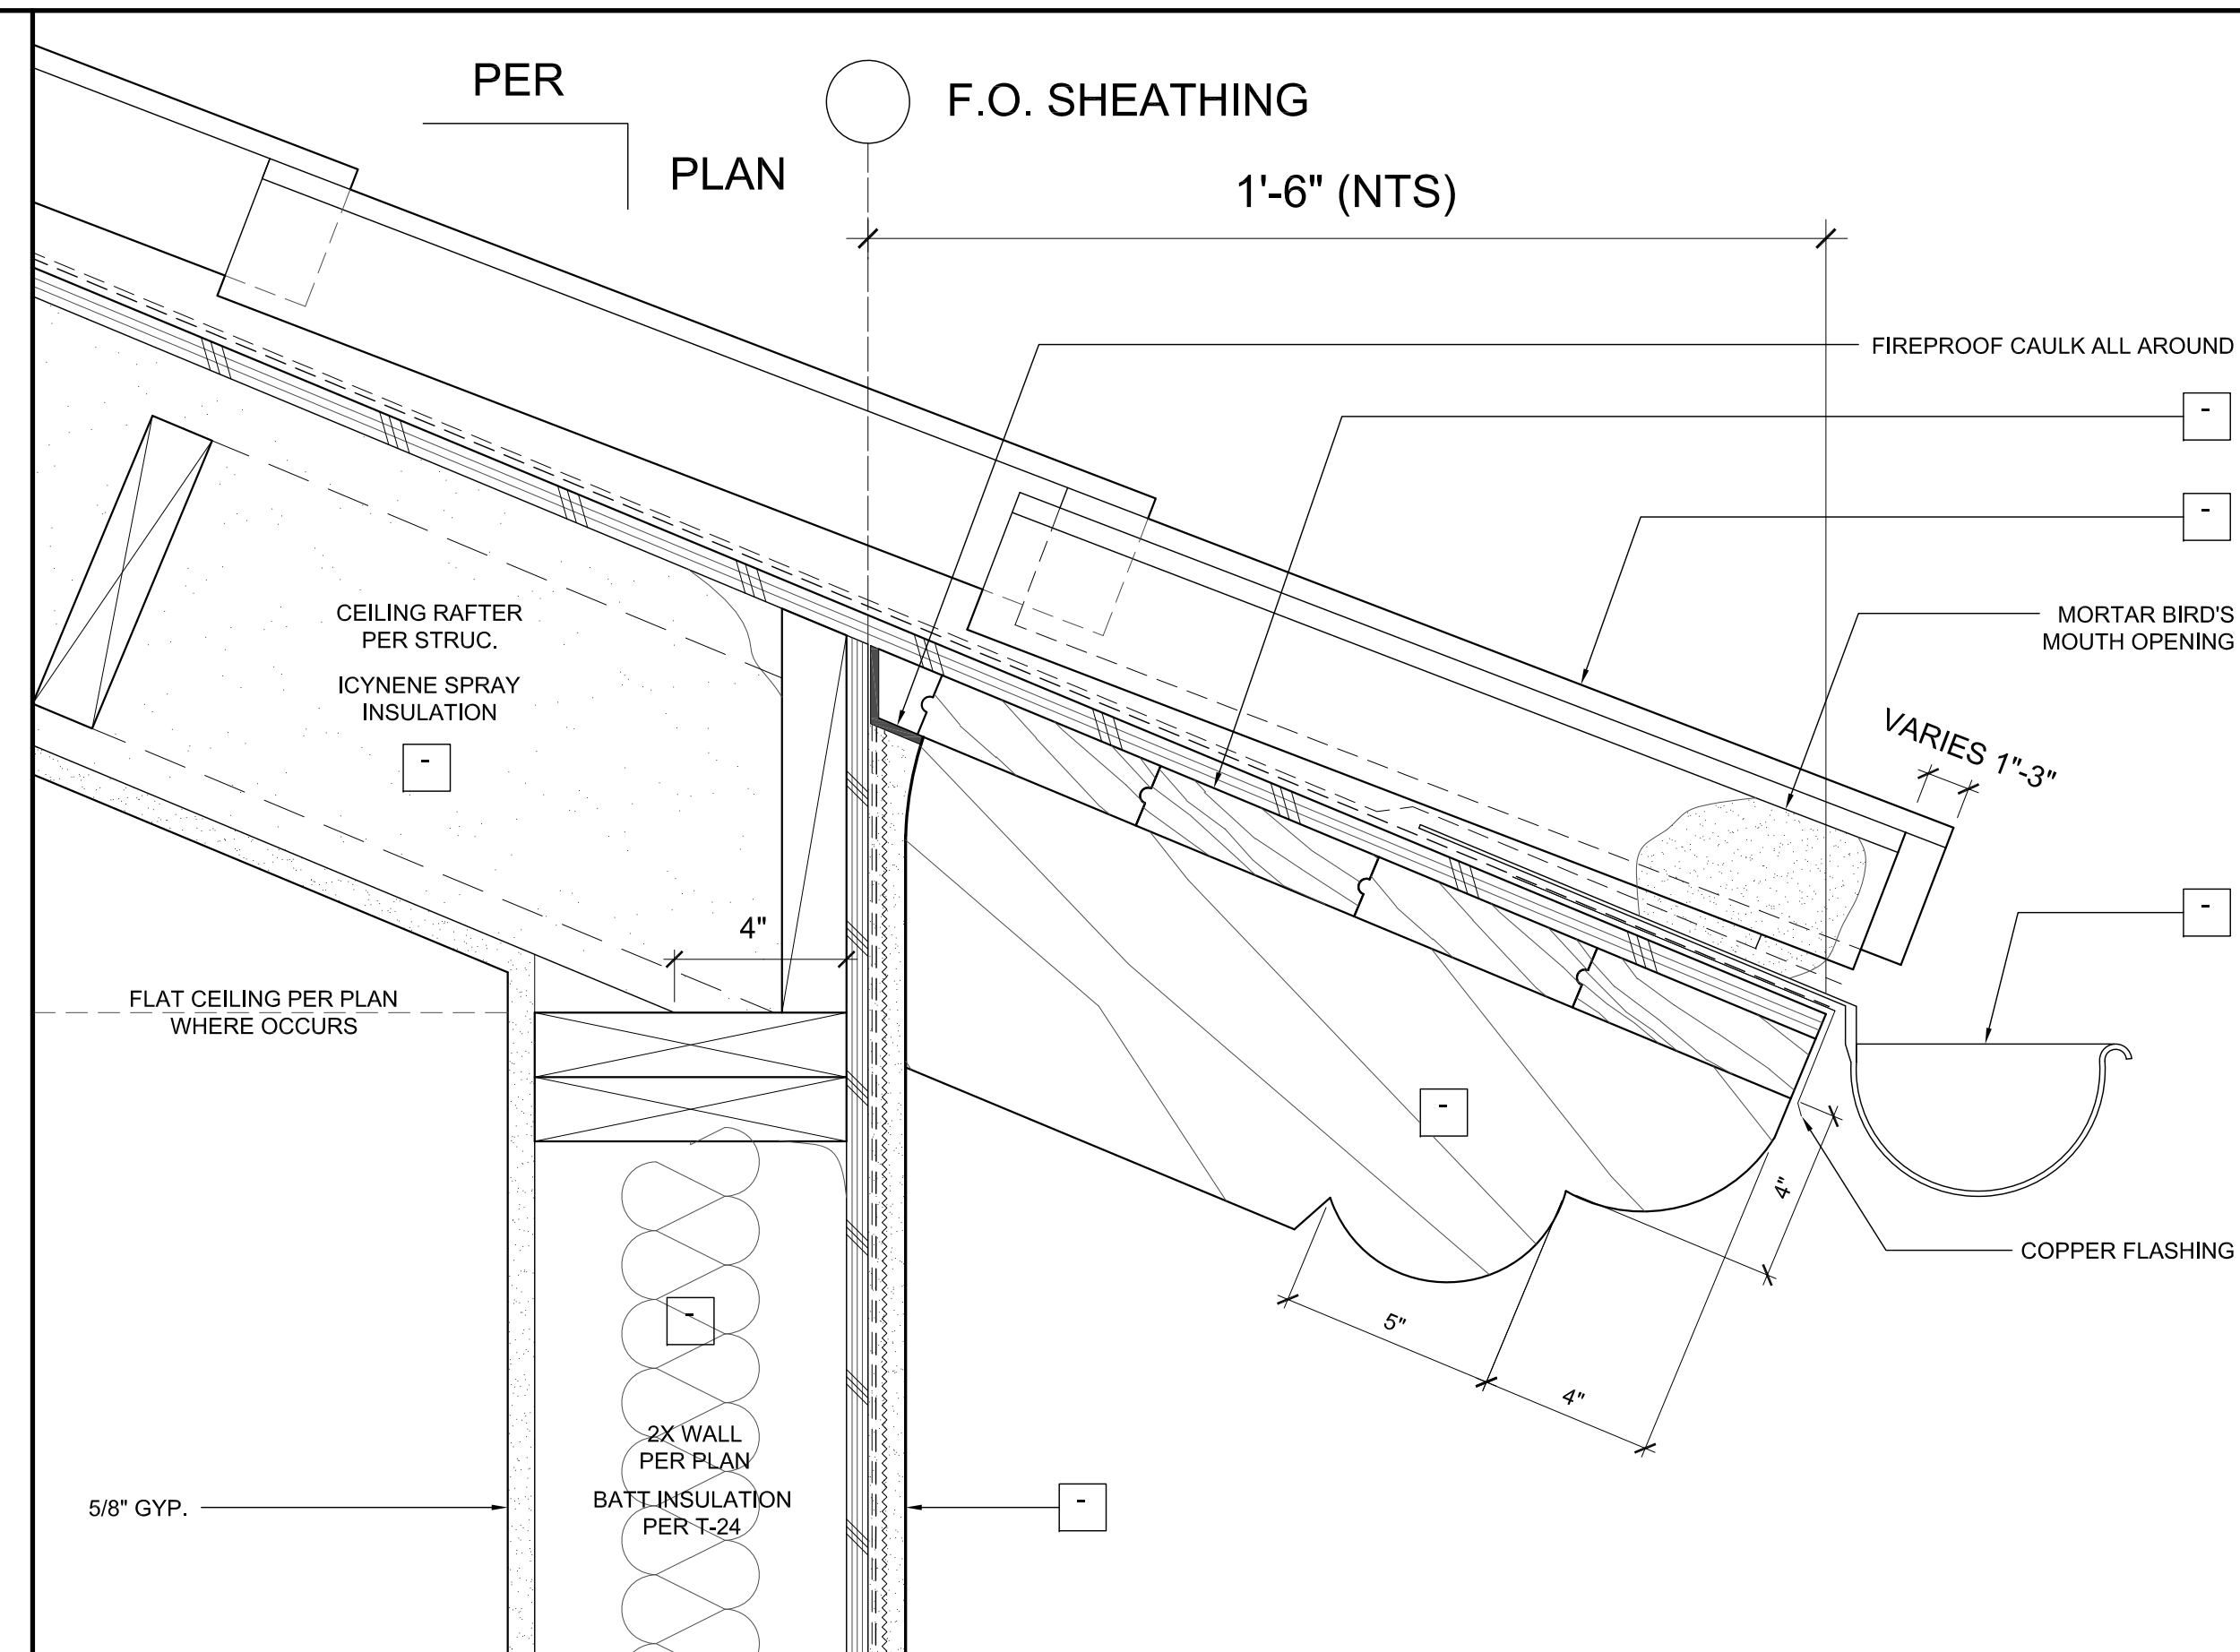 PER
PLAN
F.O. SHEATHING
1'-6" (NTS)
FIREPROOF CAULK ALL AROUND
-
-
MORTAR BIRD'S
MOUTH OPENING
VARIES 1"-3"
CEILING RAFTER
PER STRUC.
ICYNENE SPRAY
INSULATION
-
4"
-
FLAT CEILING PER PLAN
WHERE OCCURS
-
4"
COPPER FLASHING
5"
4"
-
2X WALL
PER PLAN
BATT INSULATION
PER T-24
5/8" GYP.
-